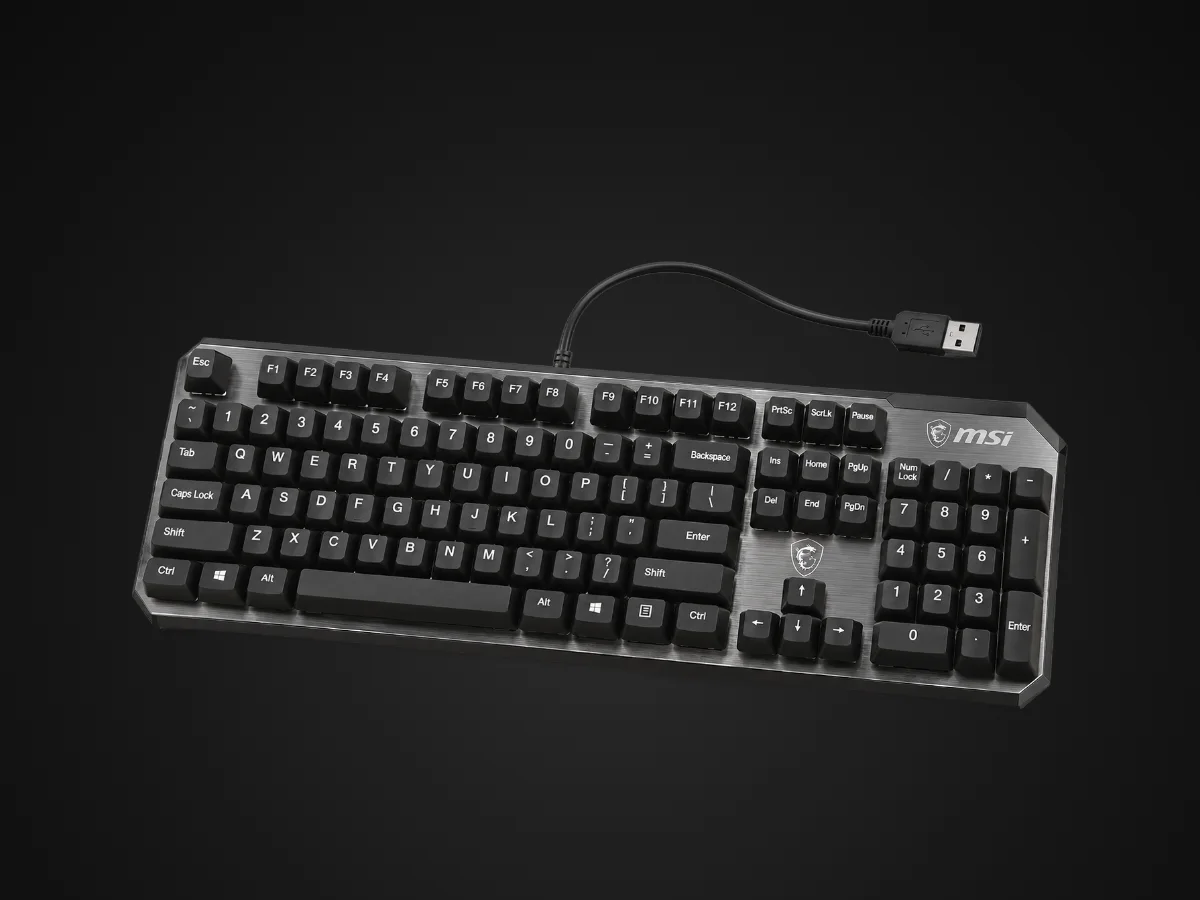 Esc F1 F2 F3 F4 F5 F6 F7 F8 F9 F10 F11 F12 PrtSc ScrLk Pause
msi
~ ` 1 2 3 4 5 6 7 8 9 0 — - + = Backspace Ins Home PgUp Num Lock / * −
Tab Q W E R T Y U I O P [ [ } ] | \ Del End PgDn 7 8 9 +
Caps Lock A S D F G H J K L ; ; " , Enter 4 5 6
Shift Z X C V B N M < , > . ? / Shift ↑ 1 2 3 Enter
Ctrl Alt Alt Ctrl ← ↓ → 0 .